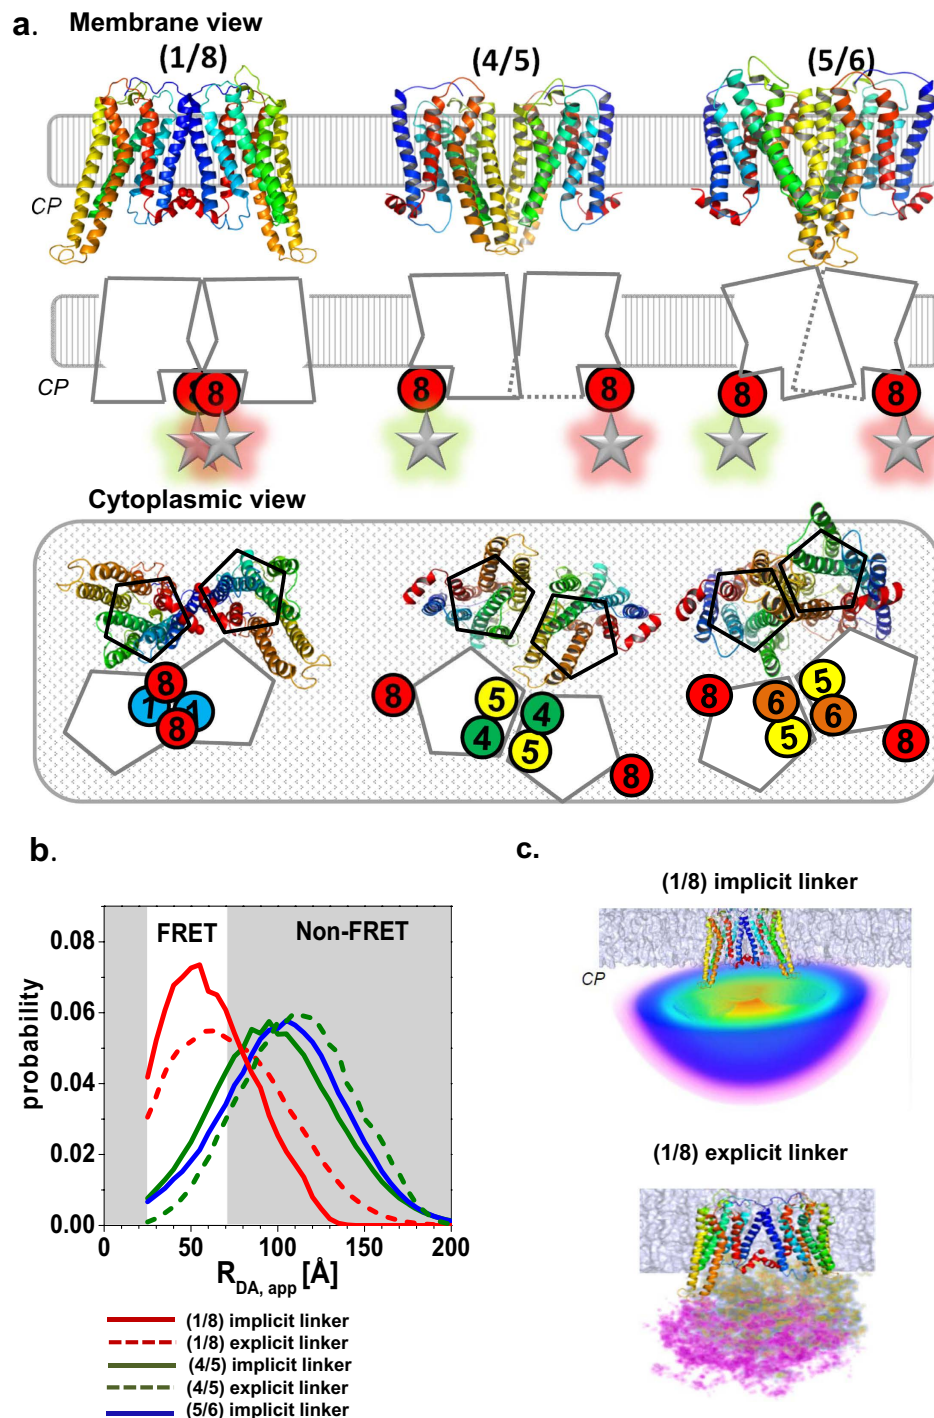 a. Membrane view
(1/8) (4/5) (5/6)
CP
CP
8 8 8 8 8
Cytoplasmic view
8 1 1 8
8 5 4 4 5 8
8 6 5 5 6 8
b. c.
(1/8) implicit linker
CP
(1/8) explicit linker
FRET Non-FRET
probability
0.08
0.06
0.04
0.02
0.00
0 50 100 150 200
R DA, app [Å]
(1/8) implicit linker
(1/8) explicit linker
(4/5) implicit linker
(4/5) explicit linker
(5/6) implicit linker